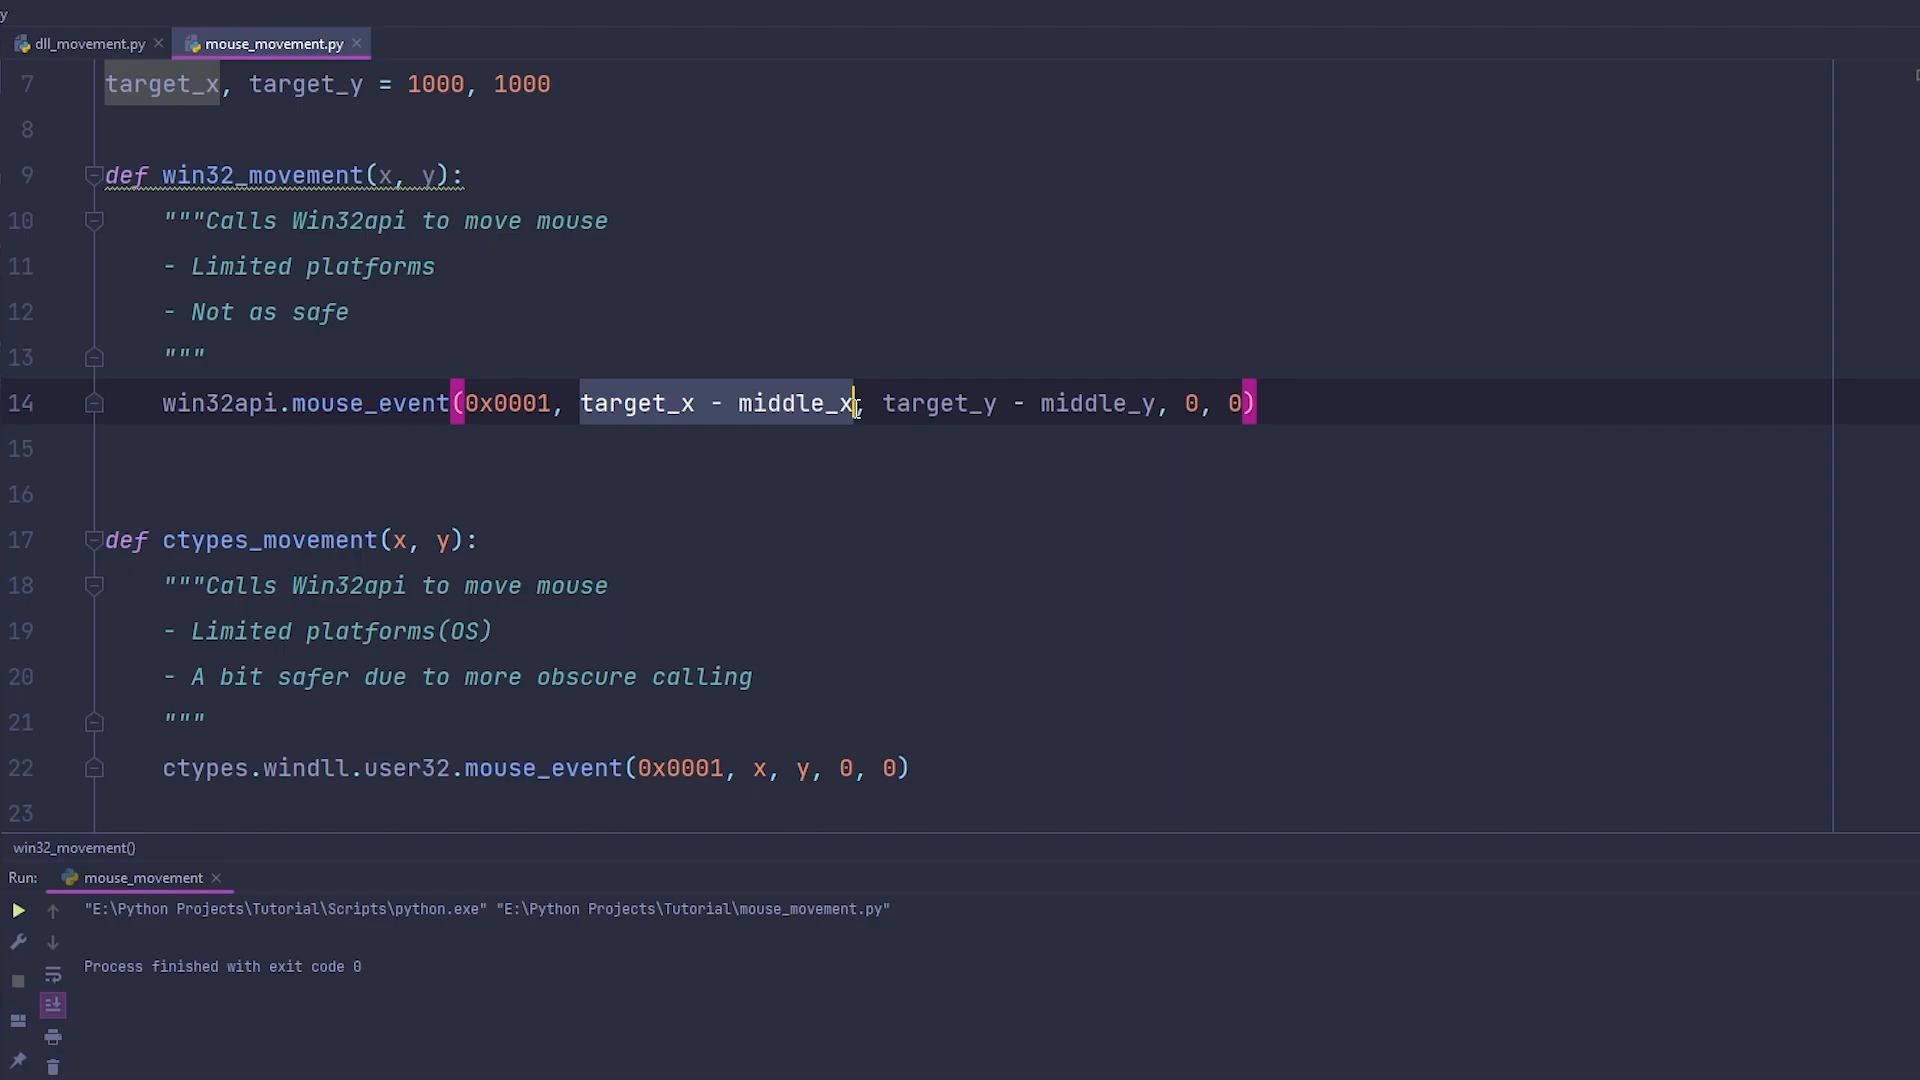 y
dll_movement.py
mouse_movement.py
7 target_x, target_y = 1000, 1000
8
9 def win32_movement(x, y):
10 """Calls Win32api to move mouse
11 - Limited platforms
12 - Not as safe
13 """
14 win32api.mouse_event(0x0001, target_x - middle_x, target_y - middle_y, 0, 0)
15
16
17 def ctypes_movement(x, y):
18 """Calls Win32api to move mouse
19 - Limited platforms(OS)
20 - A bit safer due to more obscure calling
21 """
22 ctypes.windll.user32.mouse_event(0x0001, x, y, 0, 0)
23
win32_movement()
Run: mouse_movement
"E:\Python Projects\Tutorial\Scripts\python.exe" "E:\Python Projects\Tutorial\mouse_movement.py"
Process finished with exit code 0